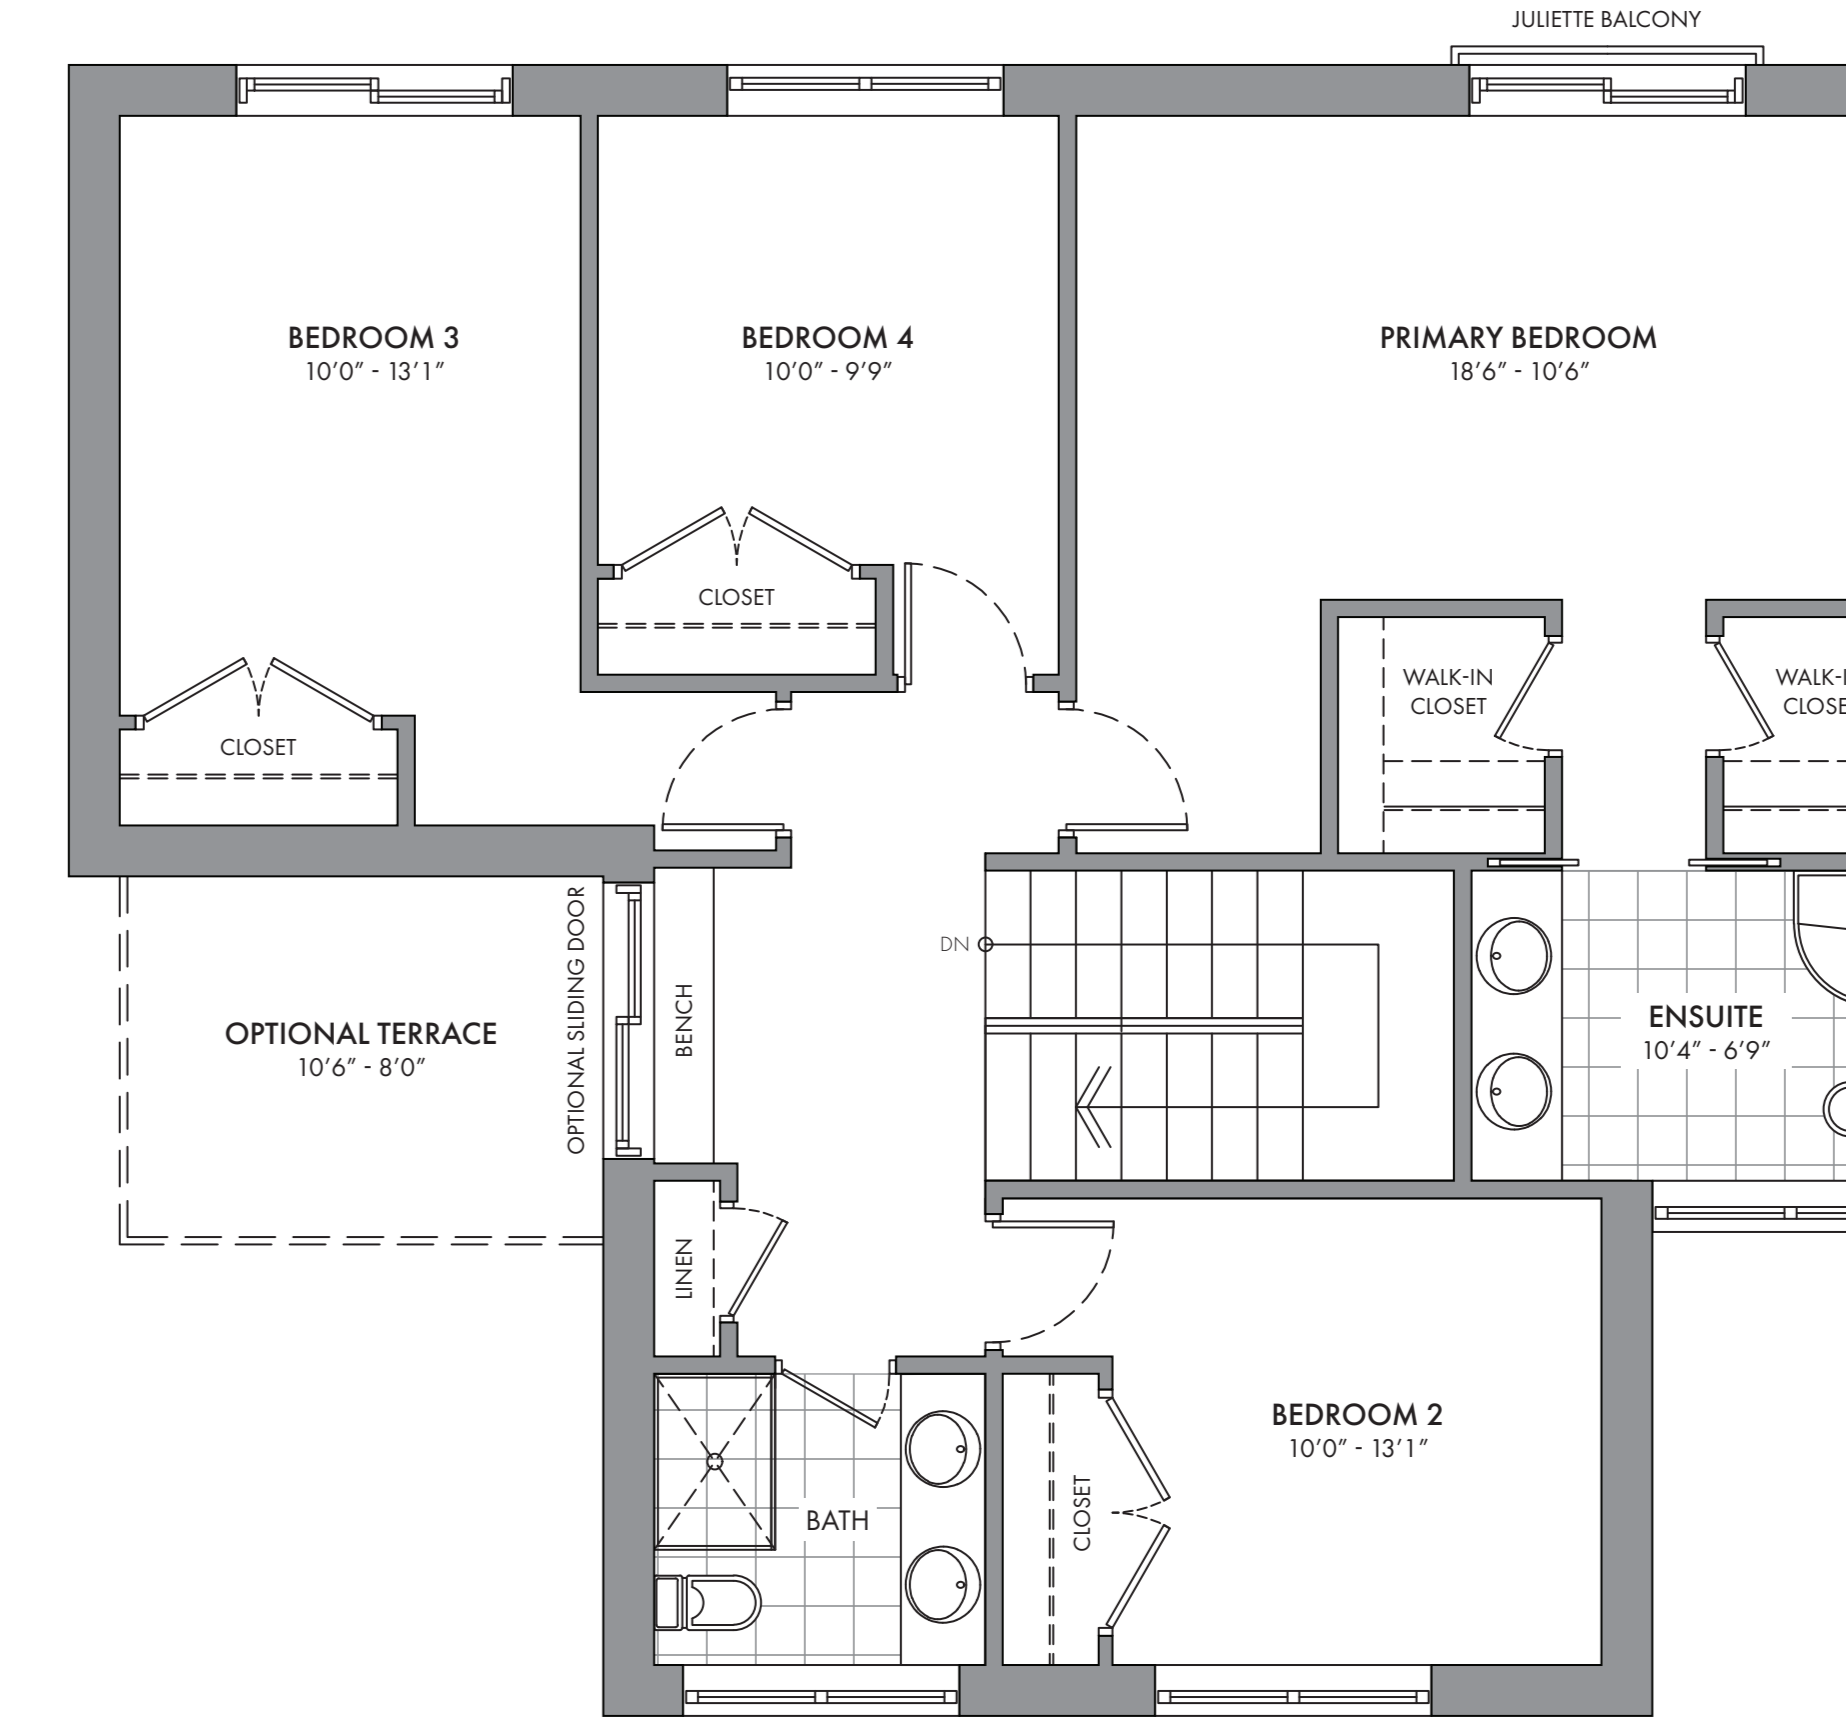 JULIETTE BALCONY
BEDROOM 3
10’0” - 13’1”
BEDROOM 4
10’0” - 9’9”
PRIMARY BEDROOM
18’6” - 10’6”
CLOSET
CLOSET
WALK-IN
CLOSET
WALK-
CLOSE
OPTIONAL TERRACE
10’6” - 8’0”
OPTIONAL SLIDING DOOR
BENCH
DN
ENSUITE
10’4” - 6’9”
LINEN
BATH
CLOSET
BEDROOM 2
10’0” - 13’1”